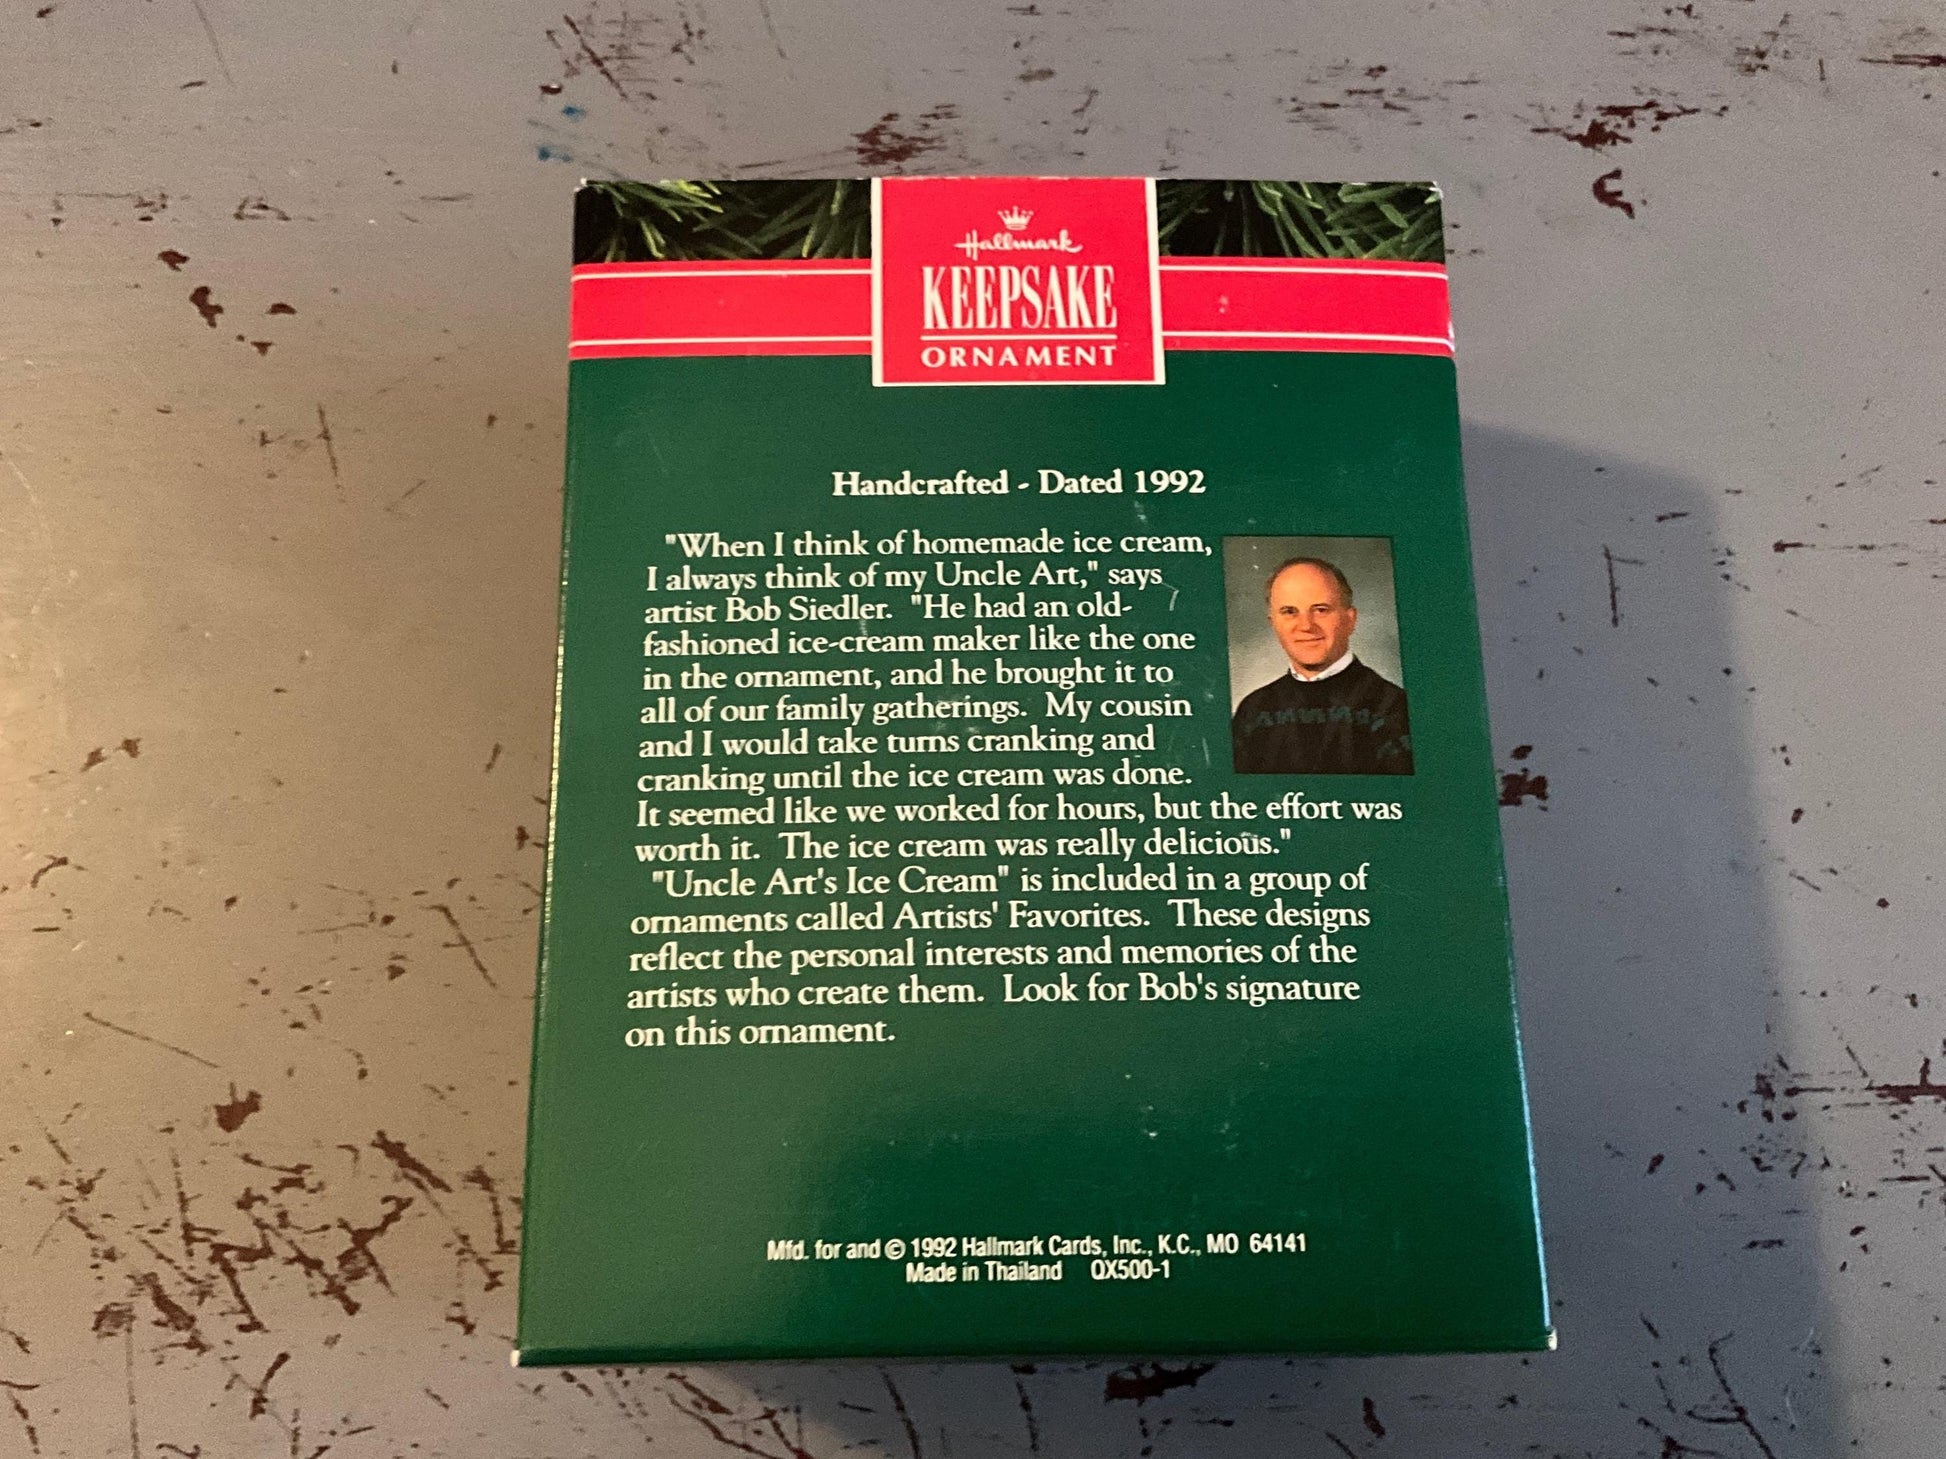 Hallmark
KEEPSAKE
ORNAMENT
Handcrafted - Dated 1992
"When I think of homemade ice cream,
I always think of my Uncle Art," says
artist Bob Siedler. "He had an old-
fashioned ice-cream maker like the one
in the ornament, and he brought it to
all of our family gatherings. My cousin
and I would take turns cranking and
cranking until the ice cream was done.
It seemed like we worked for hours, but the effort was
worth it. The ice cream was really delicious."
"Uncle Art's Ice Cream" is included in a group of
ornaments called Artists' Favorites. These designs
reflect the personal interests and memories of the
artists who create them. Look for Bob's signature
on this ornament.
Mfd. for and © 1992 Hallmark Cards, Inc., K.C., MO 64141
Made in Thailand QX500-1